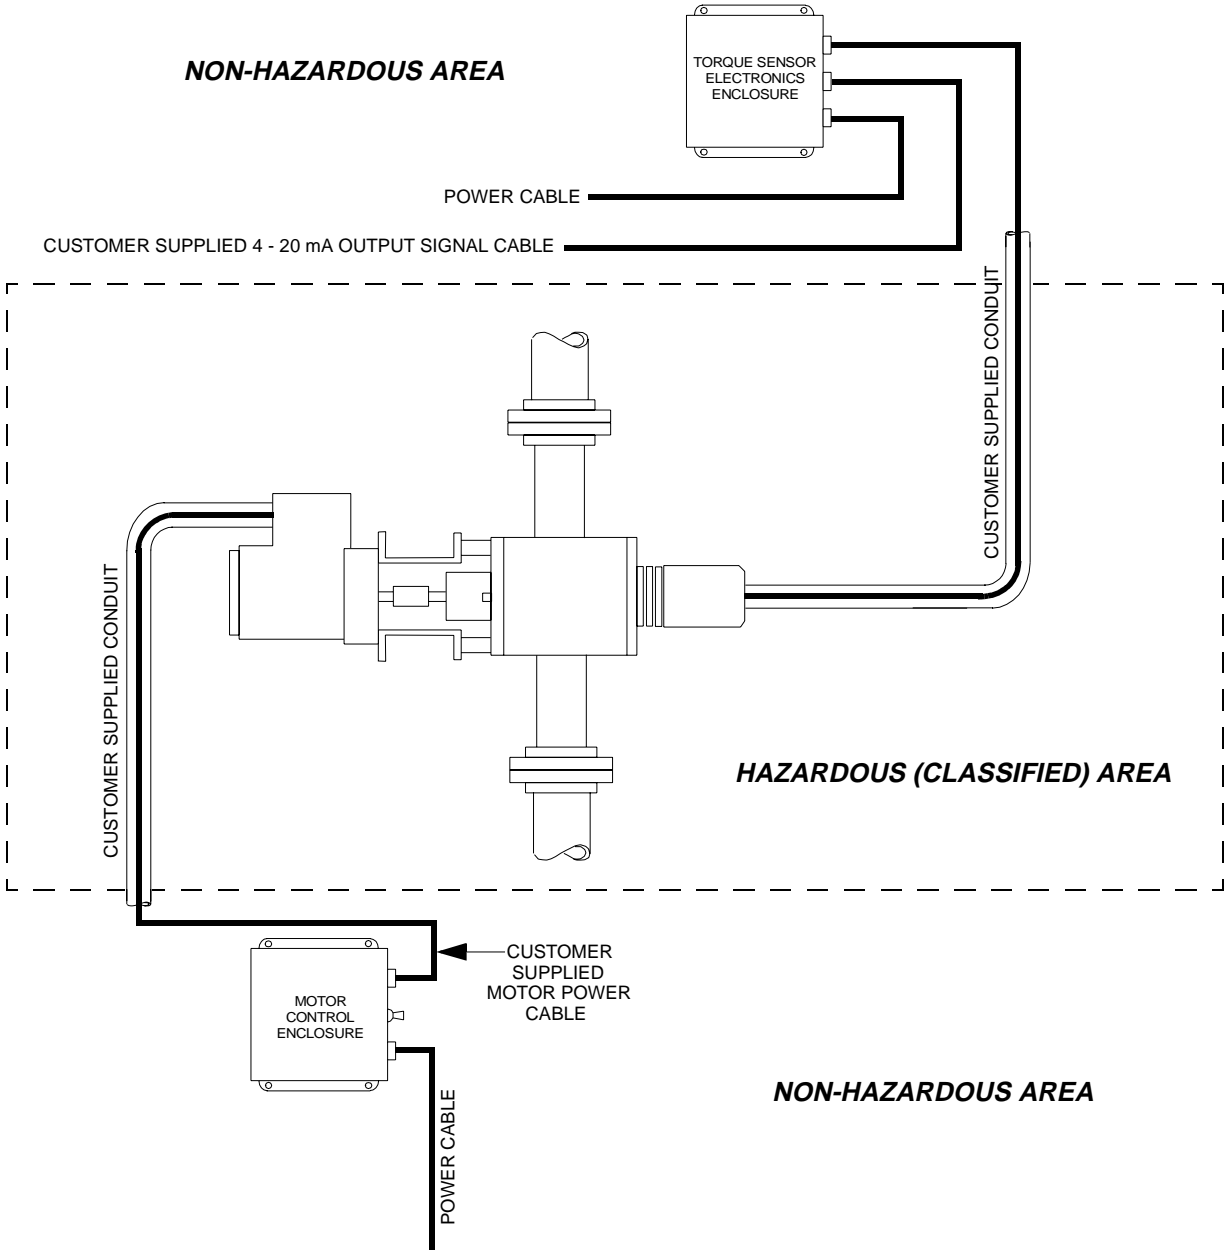 NON-HAZARDOUS AREA
TORQUE SENSOR
ELECTRONICS
ENCLOSURE
POWER CABLE
CUSTOMER SUPPLIED 4 - 20 mA OUTPUT SIGNAL CABLE
CUSTOMER SUPPLIED CONDUIT
CUSTOMER SUPPLIED CONDUIT
HAZARDOUS (CLASSIFIED) AREA
CUSTOMER
SUPPLIED
MOTOR POWER
CABLE
MOTOR
CONTROL
ENCLOSURE
NON-HAZARDOUS AREA
POWER CABLE